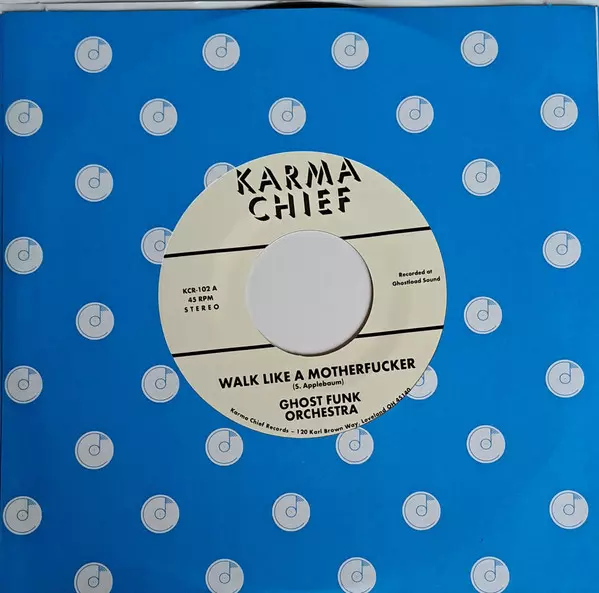 KARMA
CHIEF
KCR-102 A
45 RPM
STEREO
Recorded at
Ghostload Sound
WALK LIKE A MOTHERFUCKER
(S. Applebaum)
GHOST FUNK
ORCHESTRA
Karma Chief Records – 120 Karl Brown Way, Loveland OH 45140